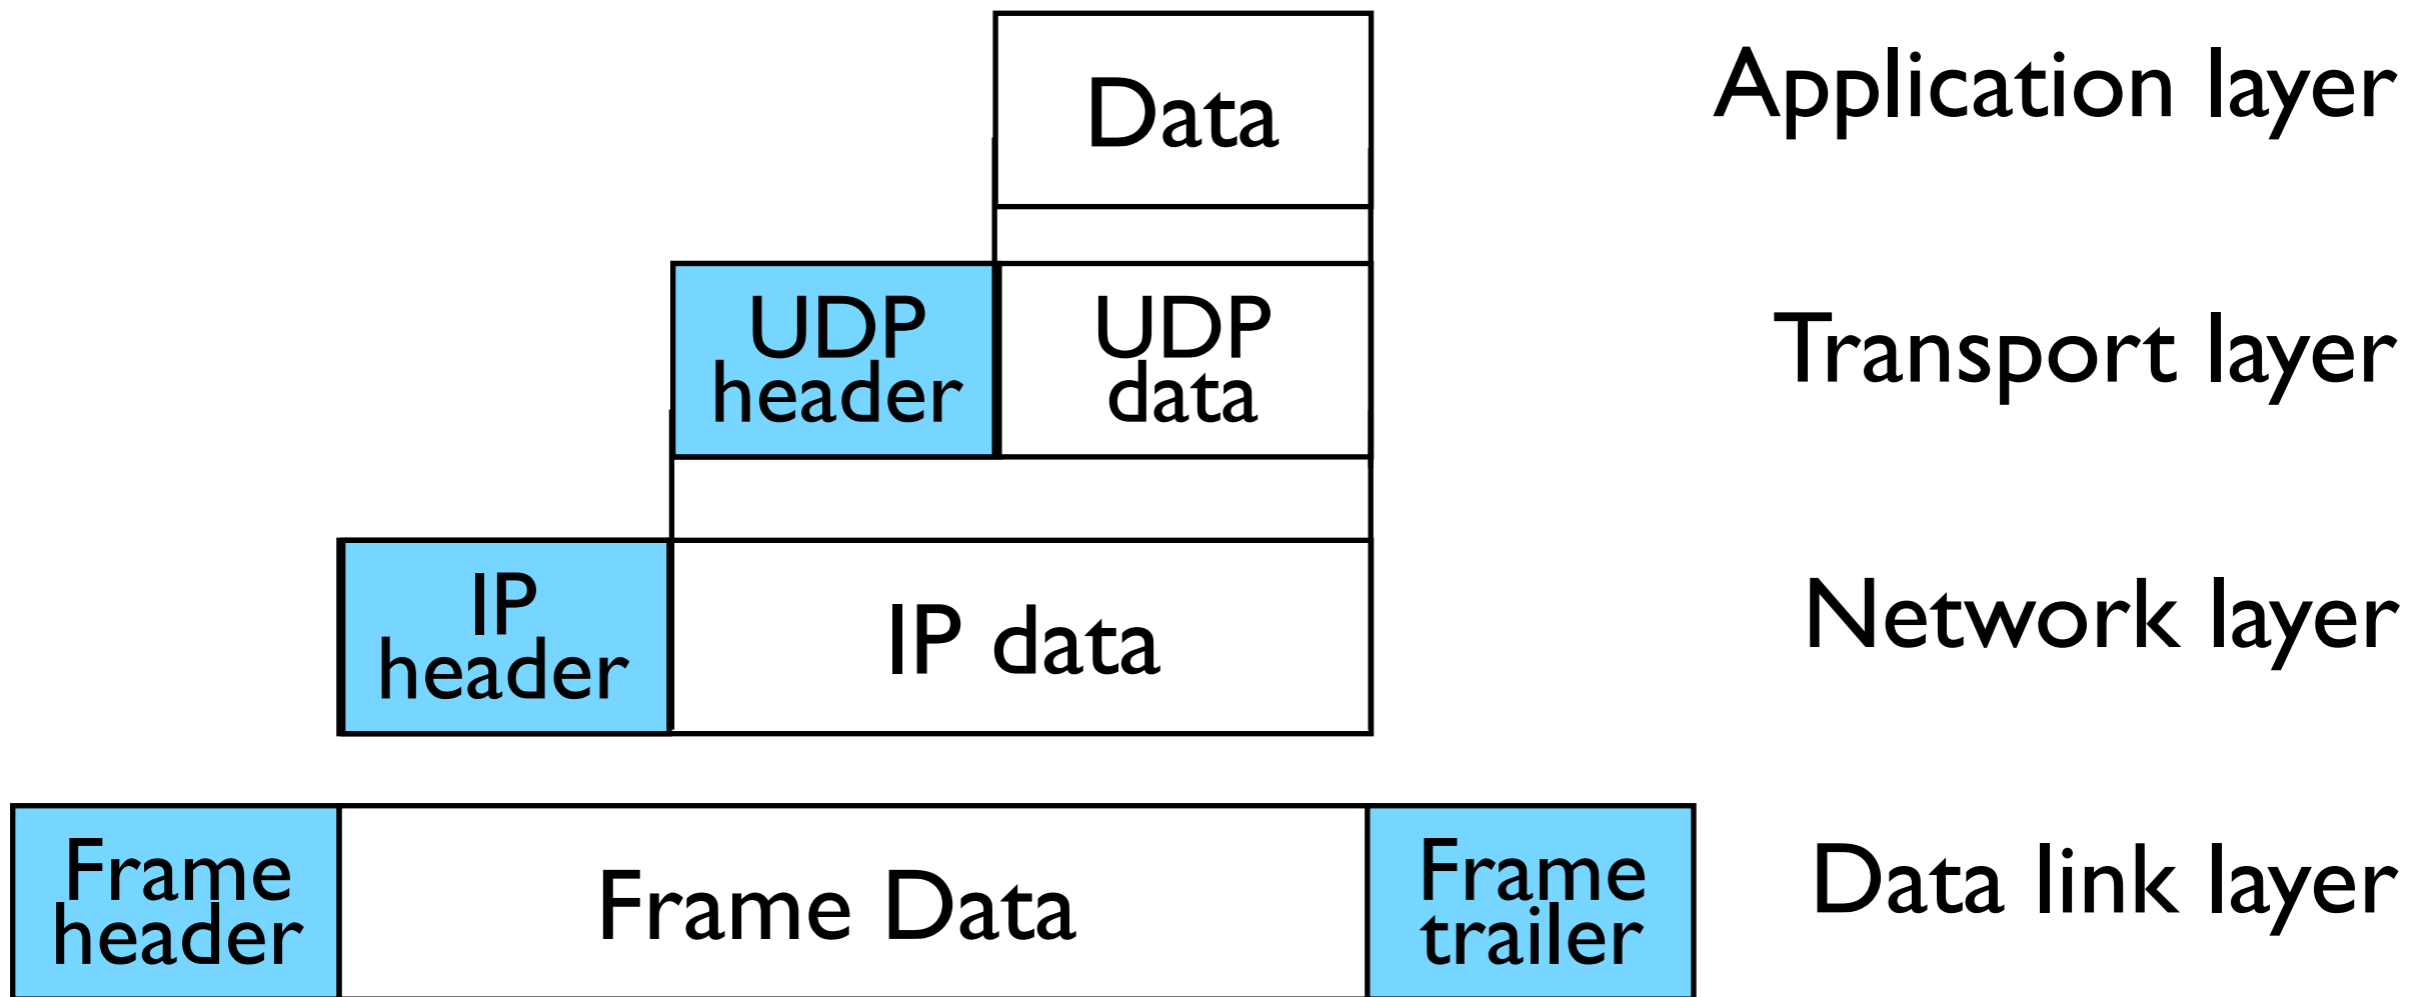 Data
Application layer
UDP
header
UDP
data
Transport layer
IP
header
IP data
Network layer
Frame
header
Frame Data
Frame
trailer
Data link layer